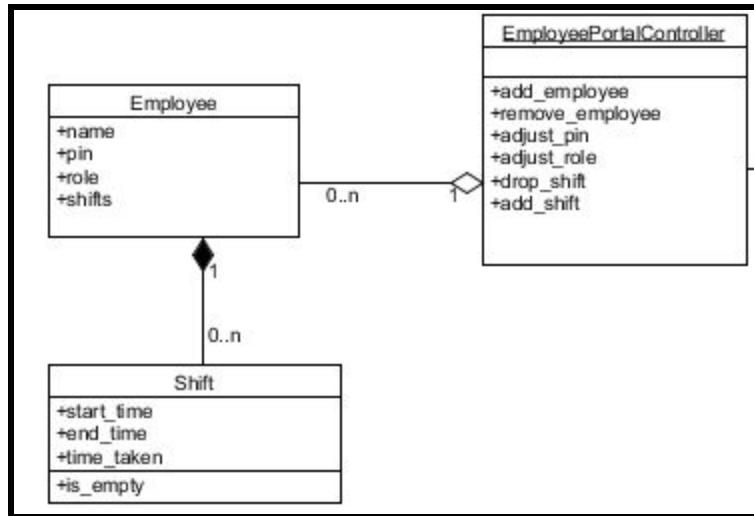 EmployeePortalController
+add_employee
+remove_employee
+adjust_pin
+adjust_role
+drop_shift
+add_shift
Employee
+name
+pin
+role
+shifts
0..n
1
1
0..n
Shift
+start_time
+end_time
+time_taken
+is_empty